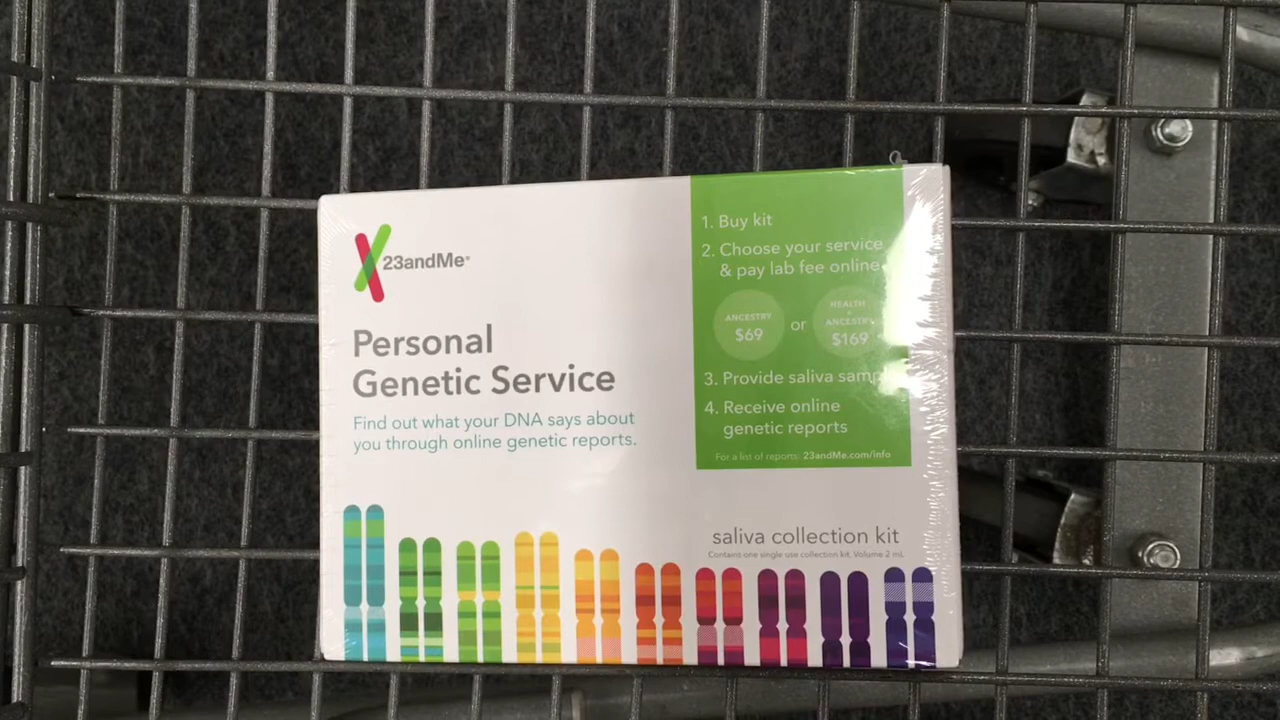 23andMe®
Personal
Genetic Service
Find out what your DNA says about
you through online genetic reports.
1. Buy kit
2. Choose your service
& pay lab fee online
ANCESTRY
$69
or
HEALTH
+
ANCESTRY
$169
3. Provide saliva sample
4. Receive online
genetic reports
For a list of reports: 23andMe.com/info
saliva collection kit
Contains one single use collection kit. Volume 2 mL